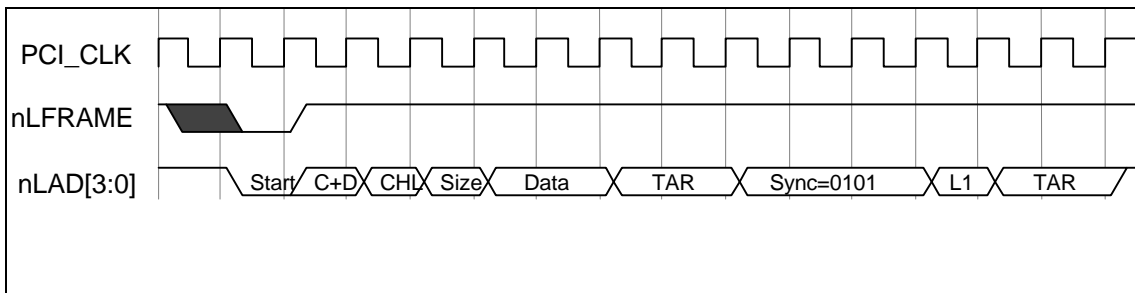 PCI_CLK
nLFRAME
nLAD[3:0] Start C+D CHL Size Data TAR Sync=0101 L1 TAR